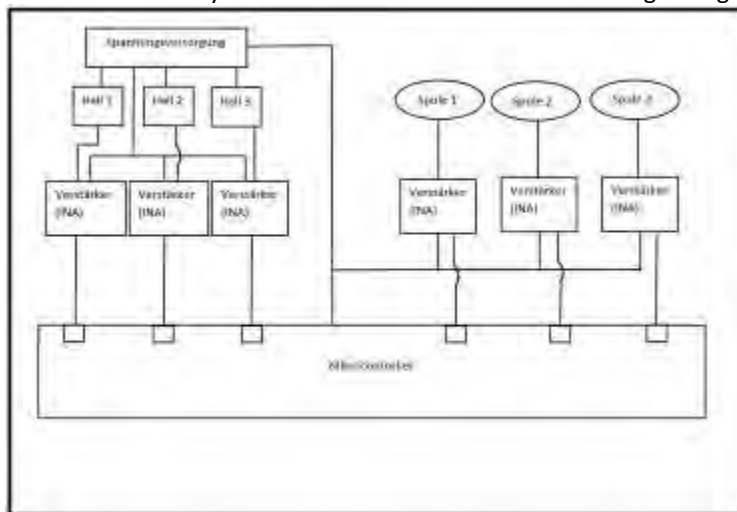 Spannungsversorgung
Hall 1
Hall 2
Hall 3
Spule 1
Spule 2
Spule 3
Verstärker
(INA)
Verstärker
(INA)
Verstärker
(INA)
Verstärker
(INA)
Verstärker
(INA)
Verstärker
(INA)
Mikrocontroller